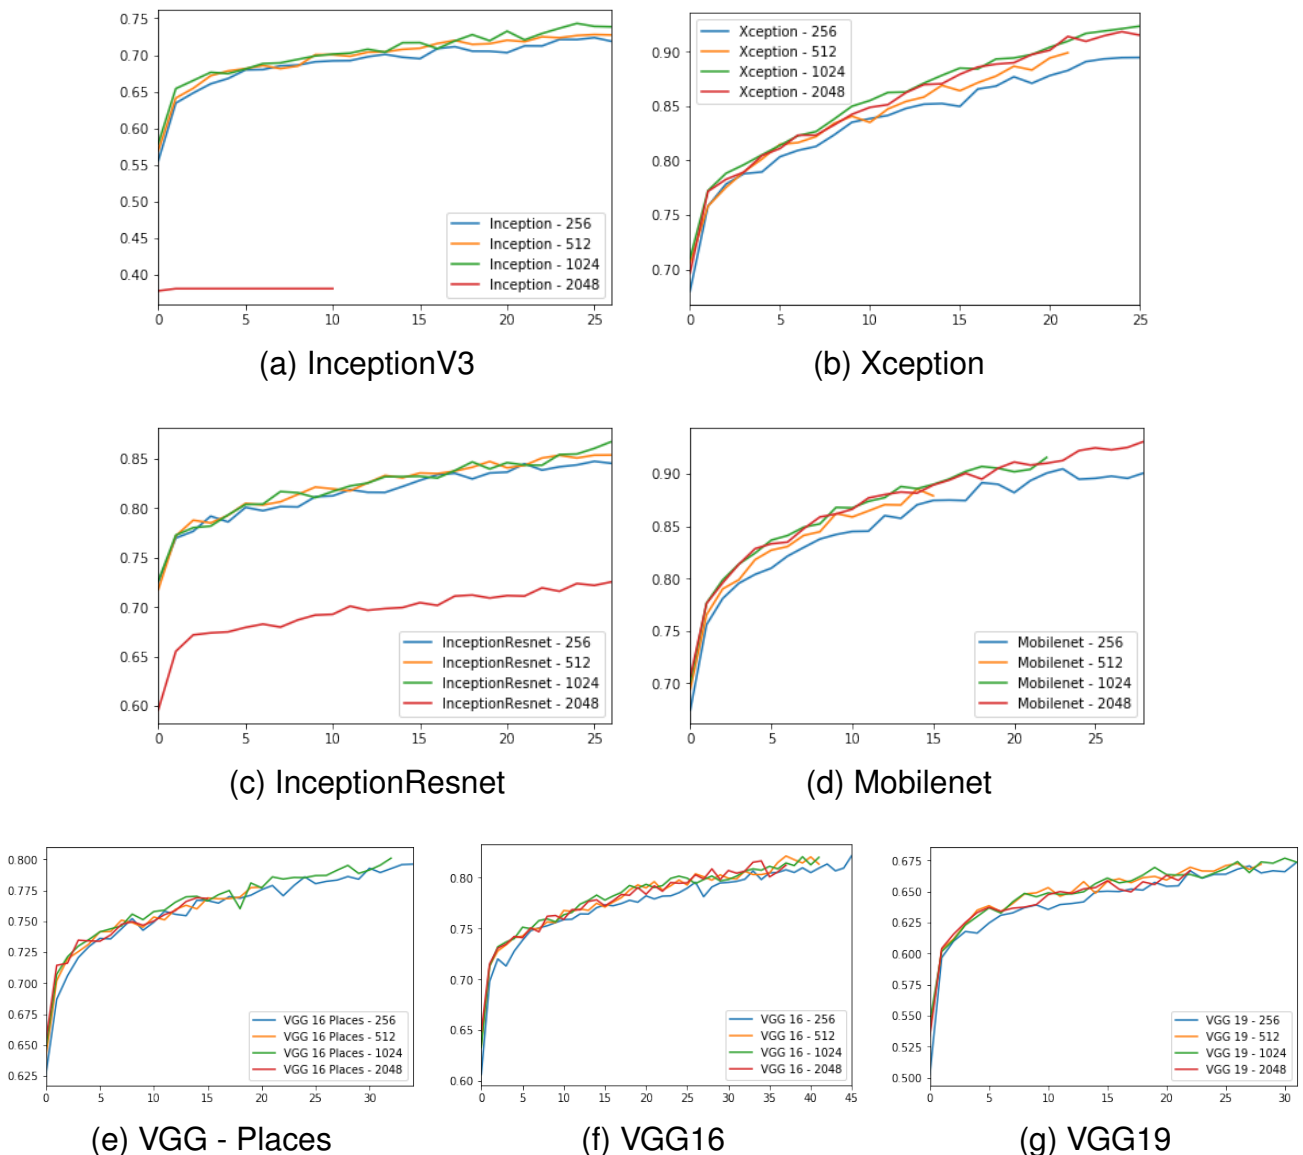 0.75
0.70
0.65
0.60
0.55
0.50
0.45
0.40
0 5 10 15 20 25
Inception - 256
Inception - 512
Inception - 1024
Inception - 2048
(a) InceptionV3
0.90
0.85
0.80
0.75
0.70
0 5 10 15 20 25
Xception - 256
Xception - 512
Xception - 1024
Xception - 2048
(b) Xception
0.85
0.80
0.75
0.70
0.65
0.60
0 5 10 15 20 25
InceptionResnet - 256
InceptionResnet - 512
InceptionResnet - 1024
InceptionResnet - 2048
(c) InceptionResnet
0.90
0.85
0.80
0.75
0.70
0 5 10 15 20 25
Mobilenet - 256
Mobilenet - 512
Mobilenet - 1024
Mobilenet - 2048
(d) Mobilenet
0.800
0.775
0.750
0.725
0.700
0.675
0.650
0.625
0 5 10 15 20 25 30
VGG 16 Places - 256
VGG 16 Places - 512
VGG 16 Places - 1024
VGG 16 Places - 2048
(e) VGG - Places
0.80
0.75
0.70
0.65
0.60
0 5 10 15 20 25 30 35 40 45
VGG 16 - 256
VGG 16 - 512
VGG 16 - 1024
VGG 16 - 2048
(f) VGG16
0.675
0.650
0.625
0.600
0.575
0.550
0.525
0.500
0 5 10 15 20 25 30
VGG 19 - 256
VGG 19 - 512
VGG 19 - 1024
VGG 19 - 2048
(g) VGG19